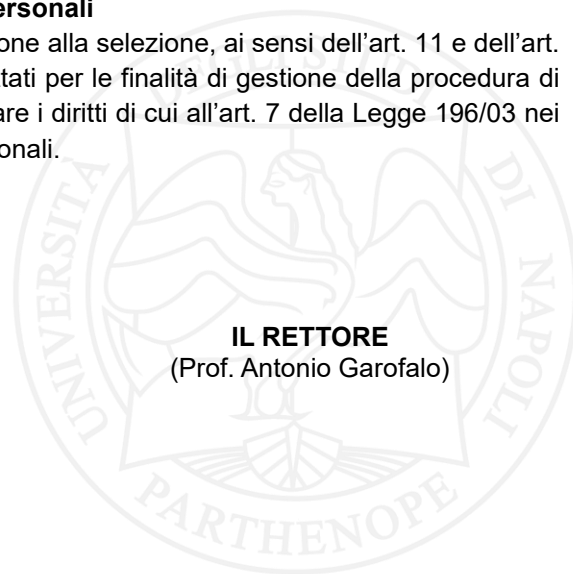 ersonali
one alla selezione, ai sensi dell'art. 11 e dell'art.
tati per le finalità di gestione della procedura di
are i diritti di cui all'art. 7 della Legge 196/03 nei
onali.
IL RETTORE
(Prof. Antonio Garofalo)
UNIVERSITÀ DEGLI STUDI DI NAPOLI
PARTHENOPE